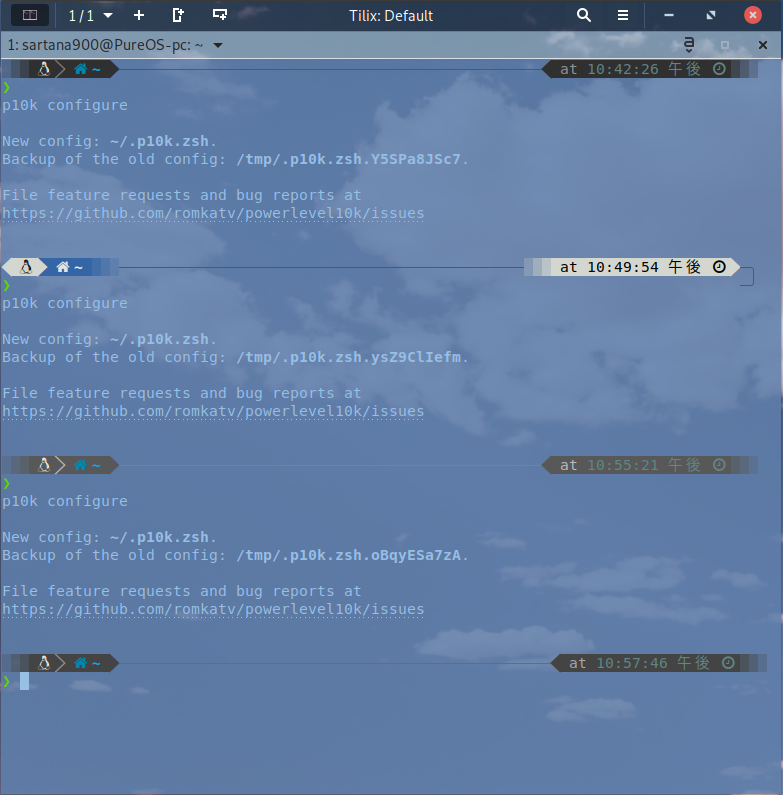 1 / 1
Tilix: Default
1: sartana900@PureOS-pc: ~
~ at 10:42:26 午後
❯
p10k configure
New config: ~/.p10k.zsh.
Backup of the old config: /tmp/.p10k.zsh.Y5SPa8JSc7.
File feature requests and bug reports at
https://github.com/romkatv/powerlevel10k/issues
~ at 10:49:54 午後
❯
p10k configure
New config: ~/.p10k.zsh.
Backup of the old config: /tmp/.p10k.zsh.ysZ9ClIefm.
File feature requests and bug reports at
https://github.com/romkatv/powerlevel10k/issues
~ at 10:55:21 午後
❯
p10k configure
New config: ~/.p10k.zsh.
Backup of the old config: /tmp/.p10k.zsh.oBqyESa7zA.
File feature requests and bug reports at
https://github.com/romkatv/powerlevel10k/issues
~ at 10:57:46 午後
❯